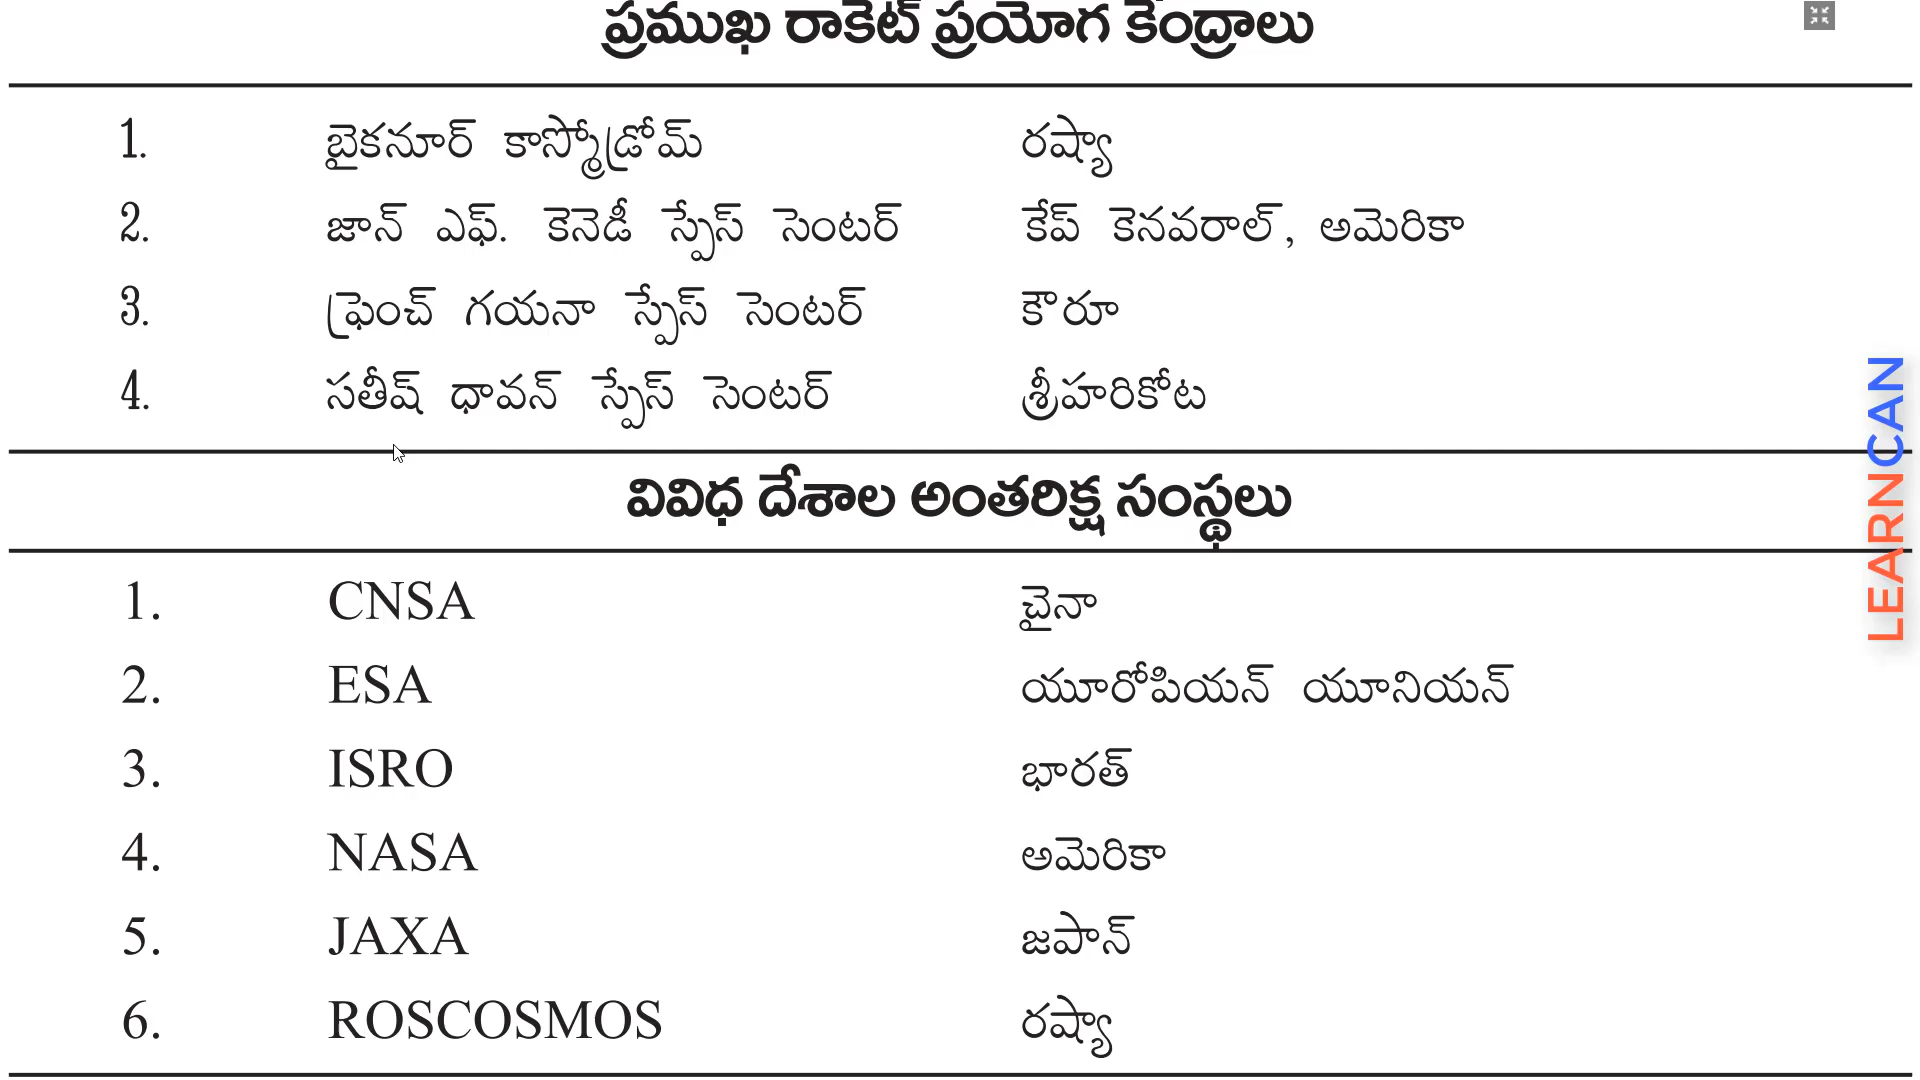 ప్రముఖ రాకెట్ ప్రయోగ కేంద్రాలు
1. బైకనూర్ కాస్మోడ్రోమ్ రష్యా
2. జాన్ ఎఫ్. కెనెడీ స్పేస్ సెంటర్ కేప్ కెనవరాల్, అమెరికా
3. ఫ్రెంచ్ గయనా స్పేస్ సెంటర్ కౌరూ
4. సతీష్ ధావన్ స్పేస్ సెంటర్ శ్రీహరికోట
వివిధ దేశాల అంతరిక్ష సంస్థలు
1. CNSA చైనా
2. ESA యూరోపియన్ యూనియన్
3. ISRO భారత్
4. NASA అమెరికా
5. JAXA జపాన్
6. ROSCOSMOS రష్యా
LEARNCAN